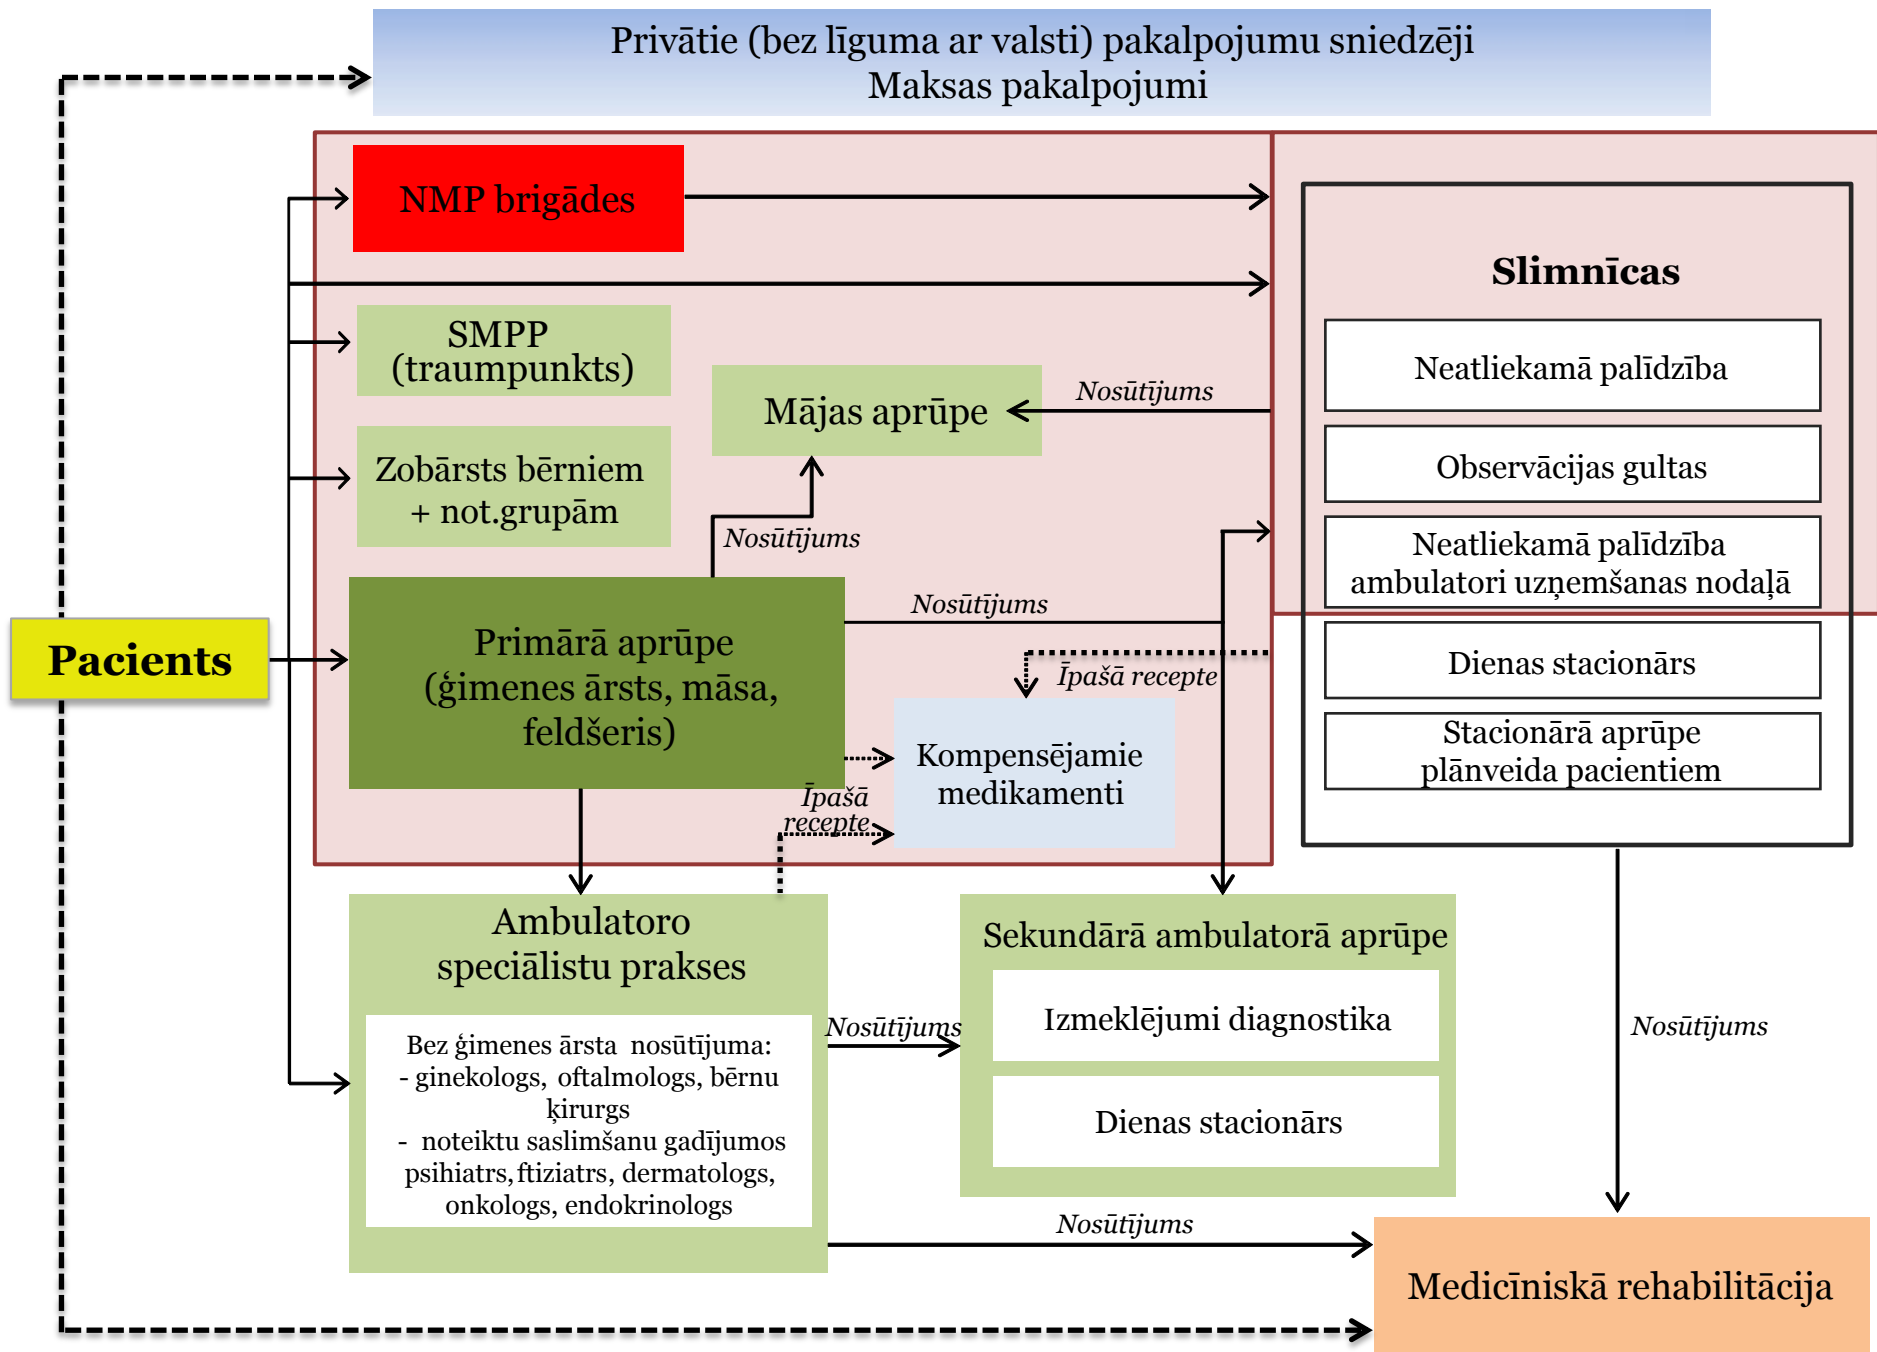 Privātie (bez līguma ar valsti) pakalpojumu sniedzēji
Maksas pakalpojumi
NMP brigādes
Slimnīcas
SMPP
(traumpunkts)
Neatliekamā palīdzība
Mājas aprūpe
Nosūtījums
Zobārsts bērniem
+ not.grupām
Observācijas gultas
Nosūtījums
Neatliekamā palīdzība
ambulatori uzņemšanas nodaļā
Nosūtījums
Pacients
Primārā aprūpe
(ģimenes ārsts, māsa,
feldšeris)
Īpašā recepte
Dienas stacionārs
Kompensējamie
medikamenti
Stacionārā aprūpe
plānveida pacientiem
Īpašā
recepte
Ambulatoro
speciālistu prakses
Sekundārā ambulatorā aprūpe
Izmeklējumi diagnostika
Nosūtījums
Nosūtījums
Bez ģimenes ārsta nosūtījuma:
- ginekologs, oftalmologs, bērnu
ķirurgs
- noteiktu saslimšanu gadījumos
psihiatrs, ftiziatrs, dermatologs,
onkologs, endokrinologs
Dienas stacionārs
Nosūtījums
Medicīniskā rehabilitācija